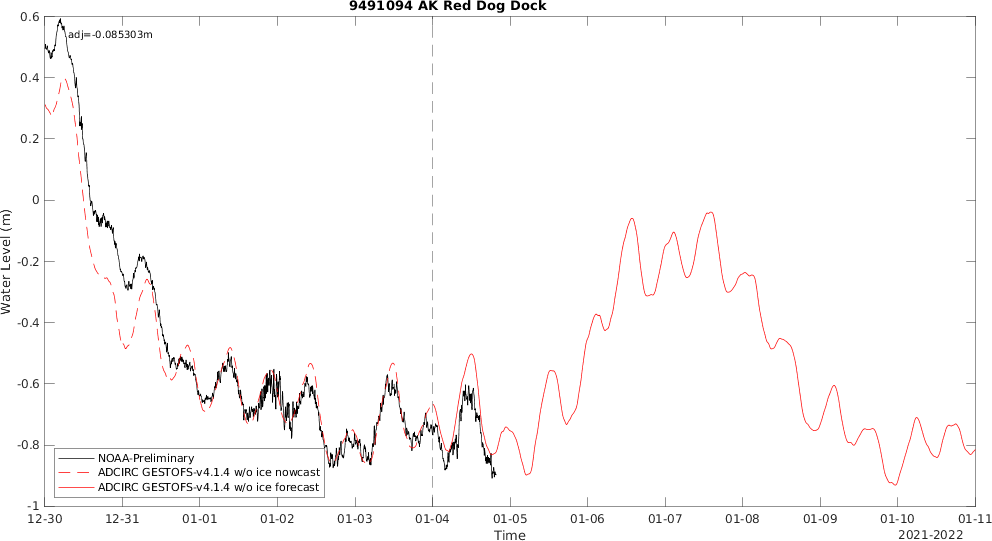 9491094 AK Red Dog Dock
adj=-0.085303m
0.6
0.4
0.2
0
-0.2
-0.4
-0.6
-0.8
-1
Water Level (m)
NOAA-Preliminary
ADCIRC GESTOFS-v4.1.4 w/o ice nowcast
ADCIRC GESTOFS-v4.1.4 w/o ice forecast
12-30 12-31 01-01 01-02 01-03 01-04 01-05 01-06 01-07 01-08 01-09 01-10 01-11
Time
2021-2022